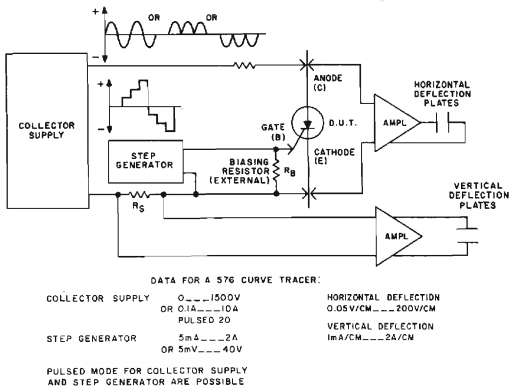 OR OR
+
−
COLLECTOR
SUPPLY
+
−
STEP
GENERATOR
ANODE
(C)
D.U.T.
GATE
(B)
CATHODE
(E)
BIASING
RESISTOR
(EXTERNAL)
RB
RS
AMPL
HORIZONTAL
DEFLECTION
PLATES
AMPL
VERTICAL
DEFLECTION
PLATES
DATA FOR A 576 CURVE TRACER:
COLLECTOR SUPPLY 0___1500V
OR 0.1A___10A
PULSED 20
STEP GENERATOR 5mA___2A
OR 5mV___40V
HORIZONTAL DEFLECTION
0.05V/CM___200V/CM
VERTICAL DEFLECTION
1mA/CM___2A/CM
PULSED MODE FOR COLLECTOR SUPPLY
AND STEP GENERATOR ARE POSSIBLE